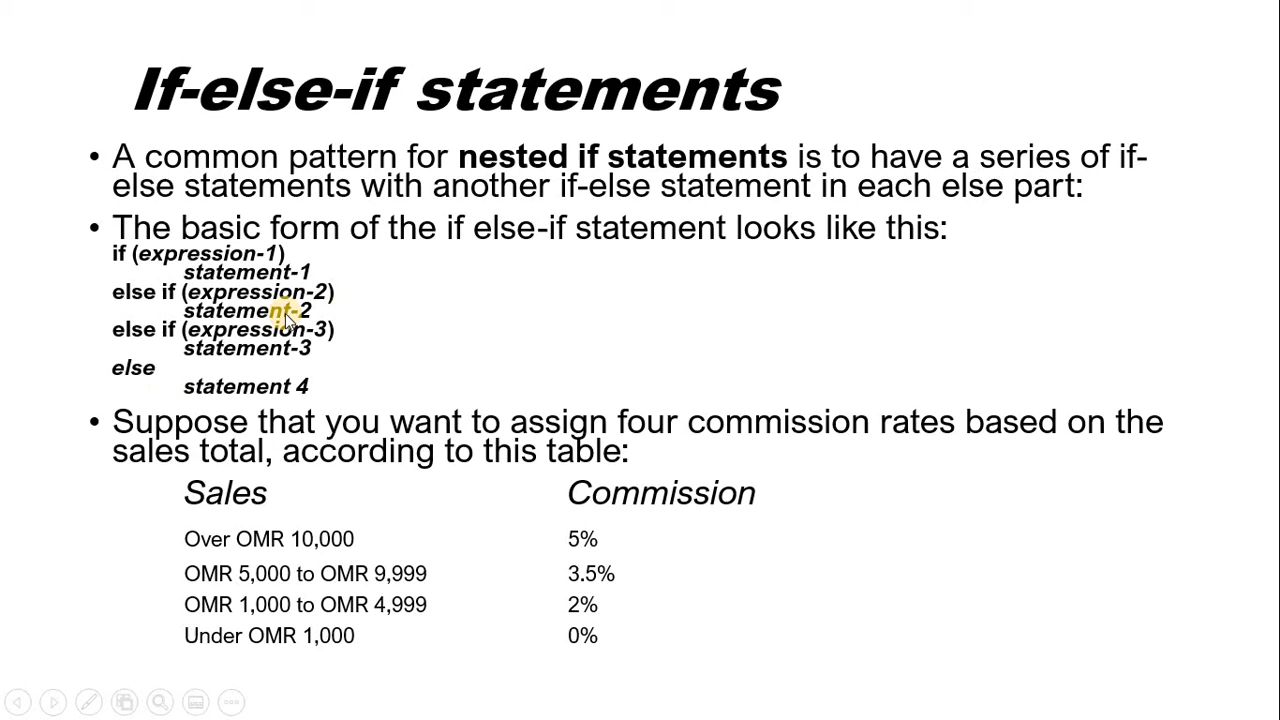 If-else-if statements
• A common pattern for nested if statements is to have a series of if-
else statements with another if-else statement in each else part:
• The basic form of the if else-if statement looks like this:
if (expression-1)
statement-1
else if (expression-2)
statement-2
else if (expression-3)
statement-3
else
statement 4
• Suppose that you want to assign four commission rates based on the
sales total, according to this table:
Sales Commission
Over OMR 10,000 5%
OMR 5,000 to OMR 9,999 3.5%
OMR 1,000 to OMR 4,999 2%
Under OMR 1,000 0%